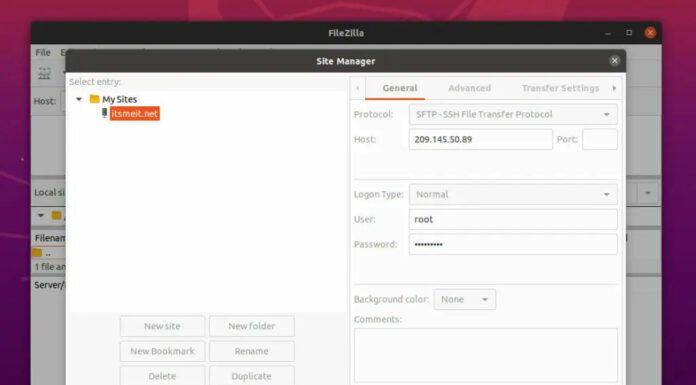 FileZilla
File
Site Manager
Select entry:
Host:
My Sites
itsmeit.net
General
Advanced
Transfer Settings
Protocol:
SFTP - SSH File Transfer Protocol
Host:
209.145.50.89
Port:
Local si
Logon Type:
Normal
User:
root
Filenam
Password:
•••••••••
..
1 file an
Server/
Background color:
None
Comments:
New site
New folder
New Bookmark
Rename
Delete
Duplicate